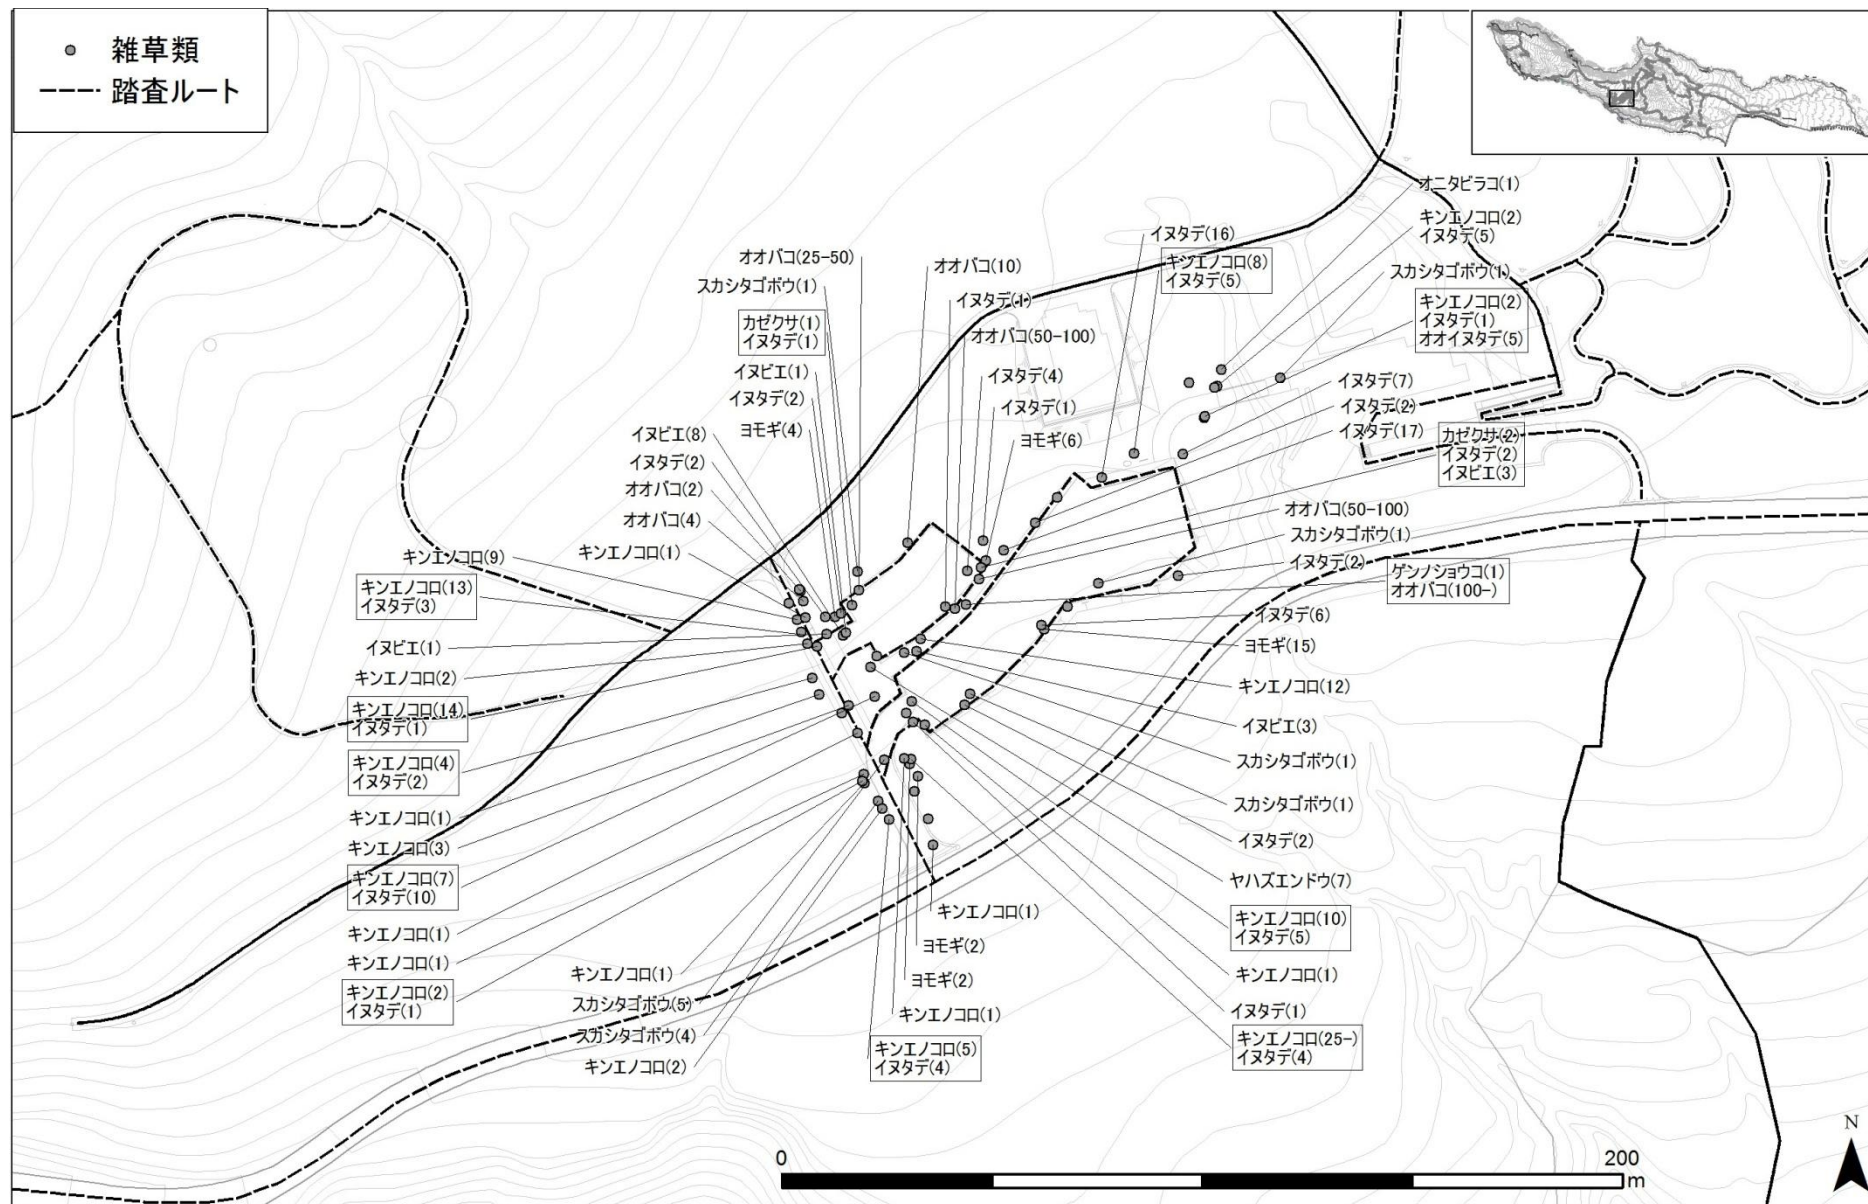 雑草類
踏査ルート
オニタビラコ(1)
キンエノコロ(2)
イヌタデ(5)
スカシタゴボウ(1)
キンエノコロ(2)
イヌタデ(1)
オオイヌタデ(5)
イヌタデ(16)
キンエノコロ(8)
イヌタデ(5)
オオバコ(25-50)
スカシタゴボウ(1)
カゼクサ(1)
イヌタデ(1)
イヌビエ(1)
イヌタデ(2)
ヨモギ(4)
オオバコ(10)
イヌタデ(1)
オオバコ(50-100)
イヌタデ(4)
イヌタデ(1)
ヨモギ(6)
イヌタデ(7)
イヌタデ(2)
イヌタデ(17)
カゼクサ(2)
イヌタデ(2)
イヌビエ(3)
イヌビエ(8)
イヌタデ(2)
オオバコ(2)
オオバコ(4)
キンエノコロ(1)
キンエノコロ(9)
キンエノコロ(13)
イヌタデ(3)
イヌビエ(1)
キンエノコロ(2)
キンエノコロ(14)
イヌタデ(1)
キンエノコロ(4)
イヌタデ(2)
キンエノコロ(1)
キンエノコロ(3)
キンエノコロ(7)
イヌタデ(10)
キンエノコロ(1)
キンエノコロ(1)
キンエノコロ(2)
イヌタデ(1)
オオバコ(50-100)
スカシタゴボウ(1)
イヌタデ(2)
ゲンノショウコ(1)
オオバコ(100-)
イヌタデ(6)
ヨモギ(15)
キンエノコロ(12)
イヌビエ(3)
スカシタゴボウ(1)
スカシタゴボウ(1)
イヌタデ(2)
ヤハズエンドウ(7)
キンエノコロ(10)
イヌタデ(5)
キンエノコロ(1)
イヌタデ(1)
キンエノコロ(25-)
イヌタデ(4)
キンエノコロ(1)
スカシタゴボウ(5)
スカシタゴボウ(4)
キンエノコロ(2)
キンエノコロ(1)
ヨモギ(2)
ヨモギ(2)
キンエノコロ(1)
キンエノコロ(5)
イヌタデ(4)
0
200
m
N